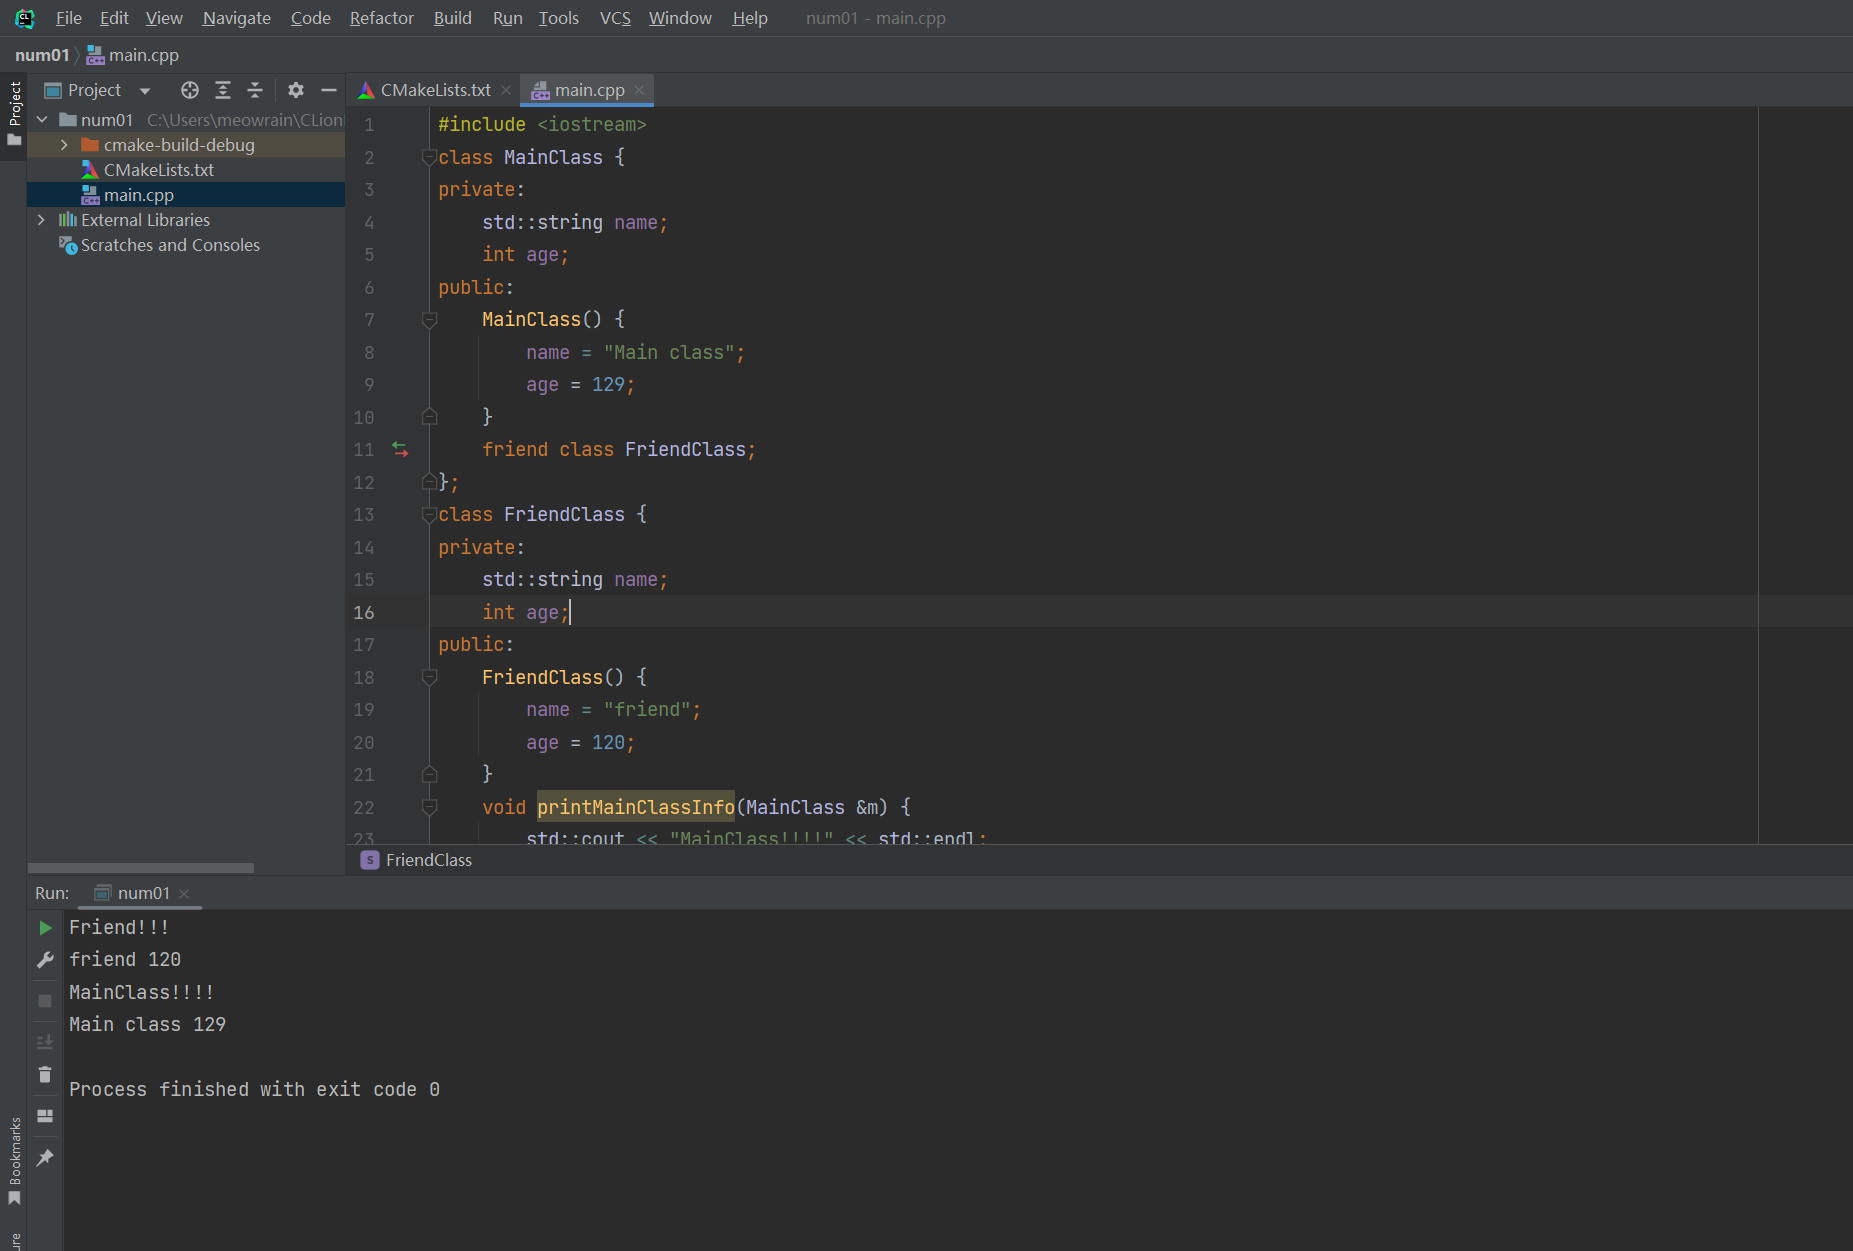 File Edit View Navigate Code Refactor Build Run Tools VCS Window Help num01 - main.cpp
num01 main.cpp
Project
Project
CMakeLists.txt
main.cpp
num01 C:\Users\meowrain\CLion
cmake-build-debug
CMakeLists.txt
main.cpp
External Libraries
Scratches and Consoles
1 #include <iostream>
2 class MainClass {
3 private:
4 std::string name;
5 int age;
6 public:
7 MainClass() {
8 name = "Main class";
9 age = 129;
10 }
11 friend class FriendClass;
12 };
13 class FriendClass {
14 private:
15 std::string name;
16 int age;
17 public:
18 FriendClass() {
19 name = "friend";
20 age = 120;
21 }
22 void printMainClassInfo(MainClass &m) {
23 std::cout << "MainClass!!!!" << std::endl;
S FriendClass
Run: num01
Friend!!!
friend 120
MainClass!!!!
Main class 129
Process finished with exit code 0
Bookmarks